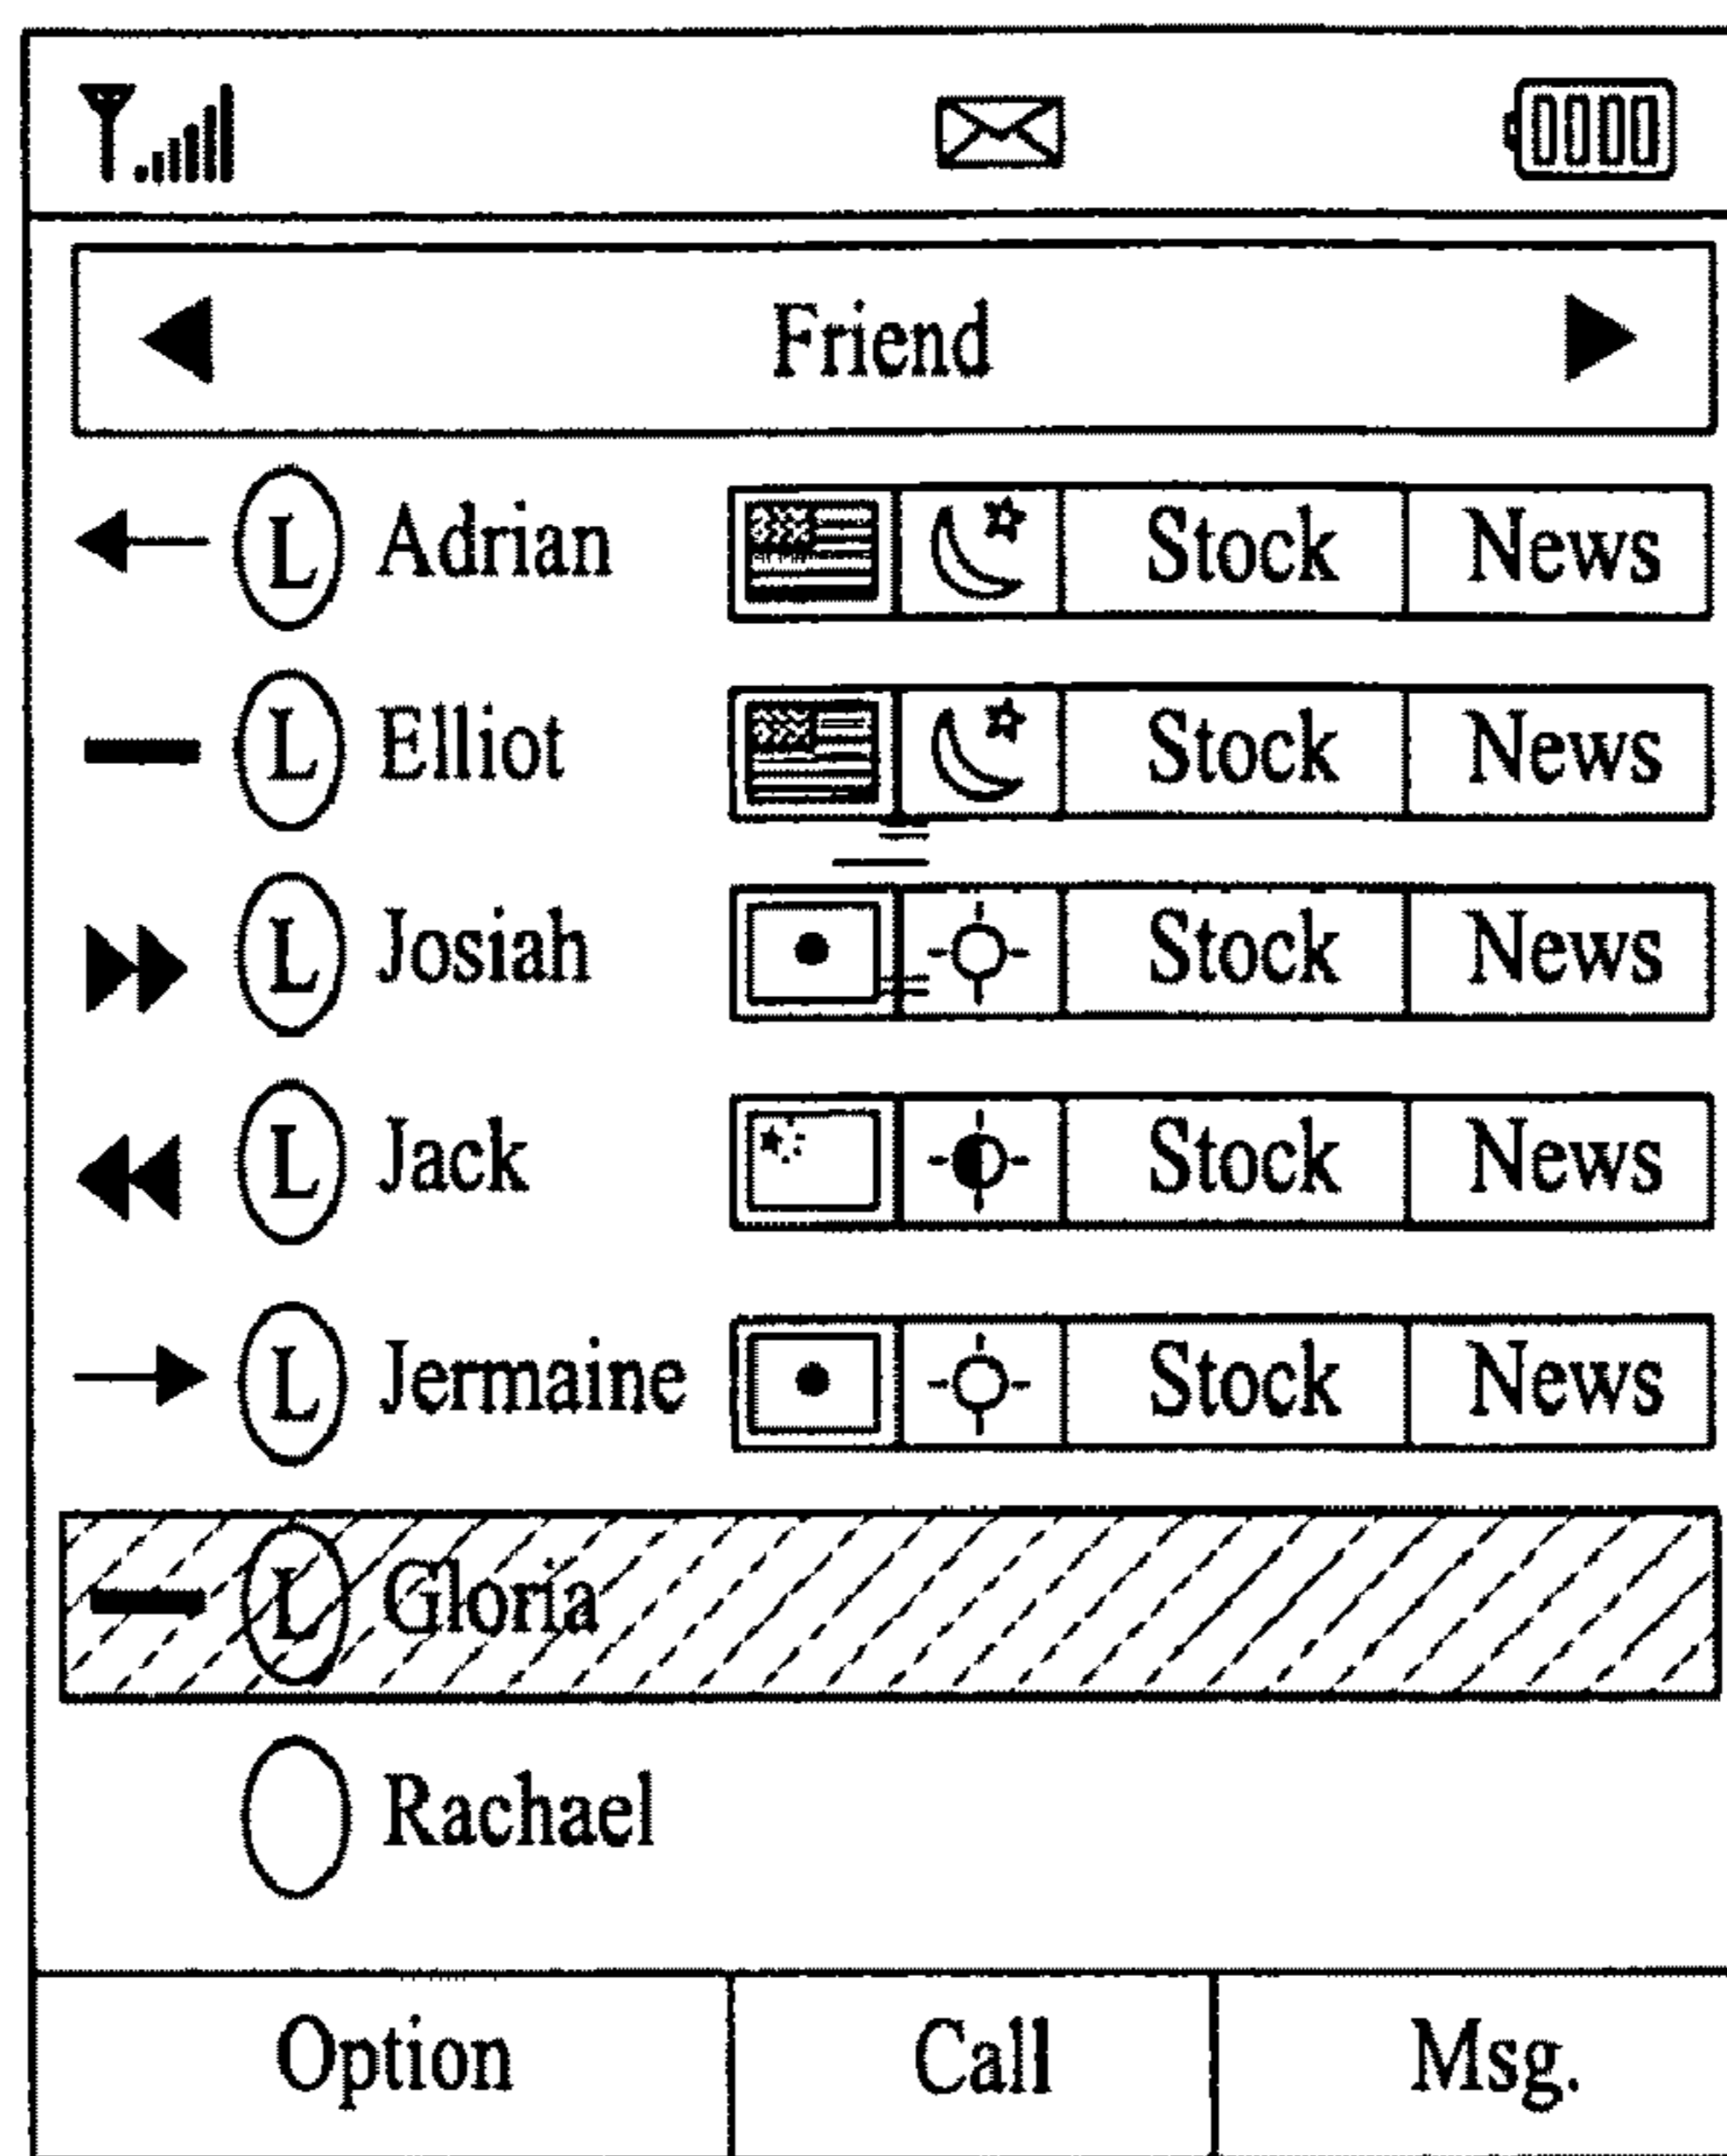 Friend
L Adrian Stock News
L Elliot Stock News
L Josiah Stock News
L Jack Stock News
L Jermaine Stock News
L Gloria
Rachael
Option Call Msg.